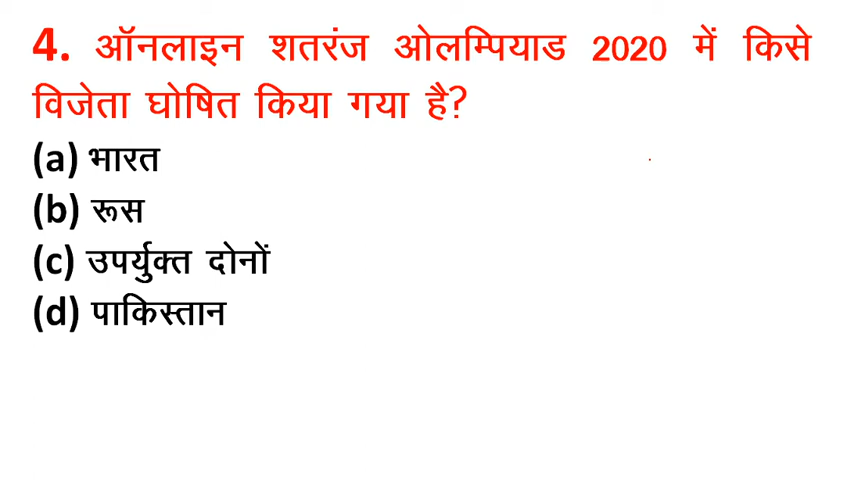 4. ऑनलाइन शतरंज ओलम्पियाड 2020 में किसे
विजेता घोषित किया गया है?
(a) भारत
(b) रूस
(c) उपर्युक्त दोनों
(d) पाकिस्तान